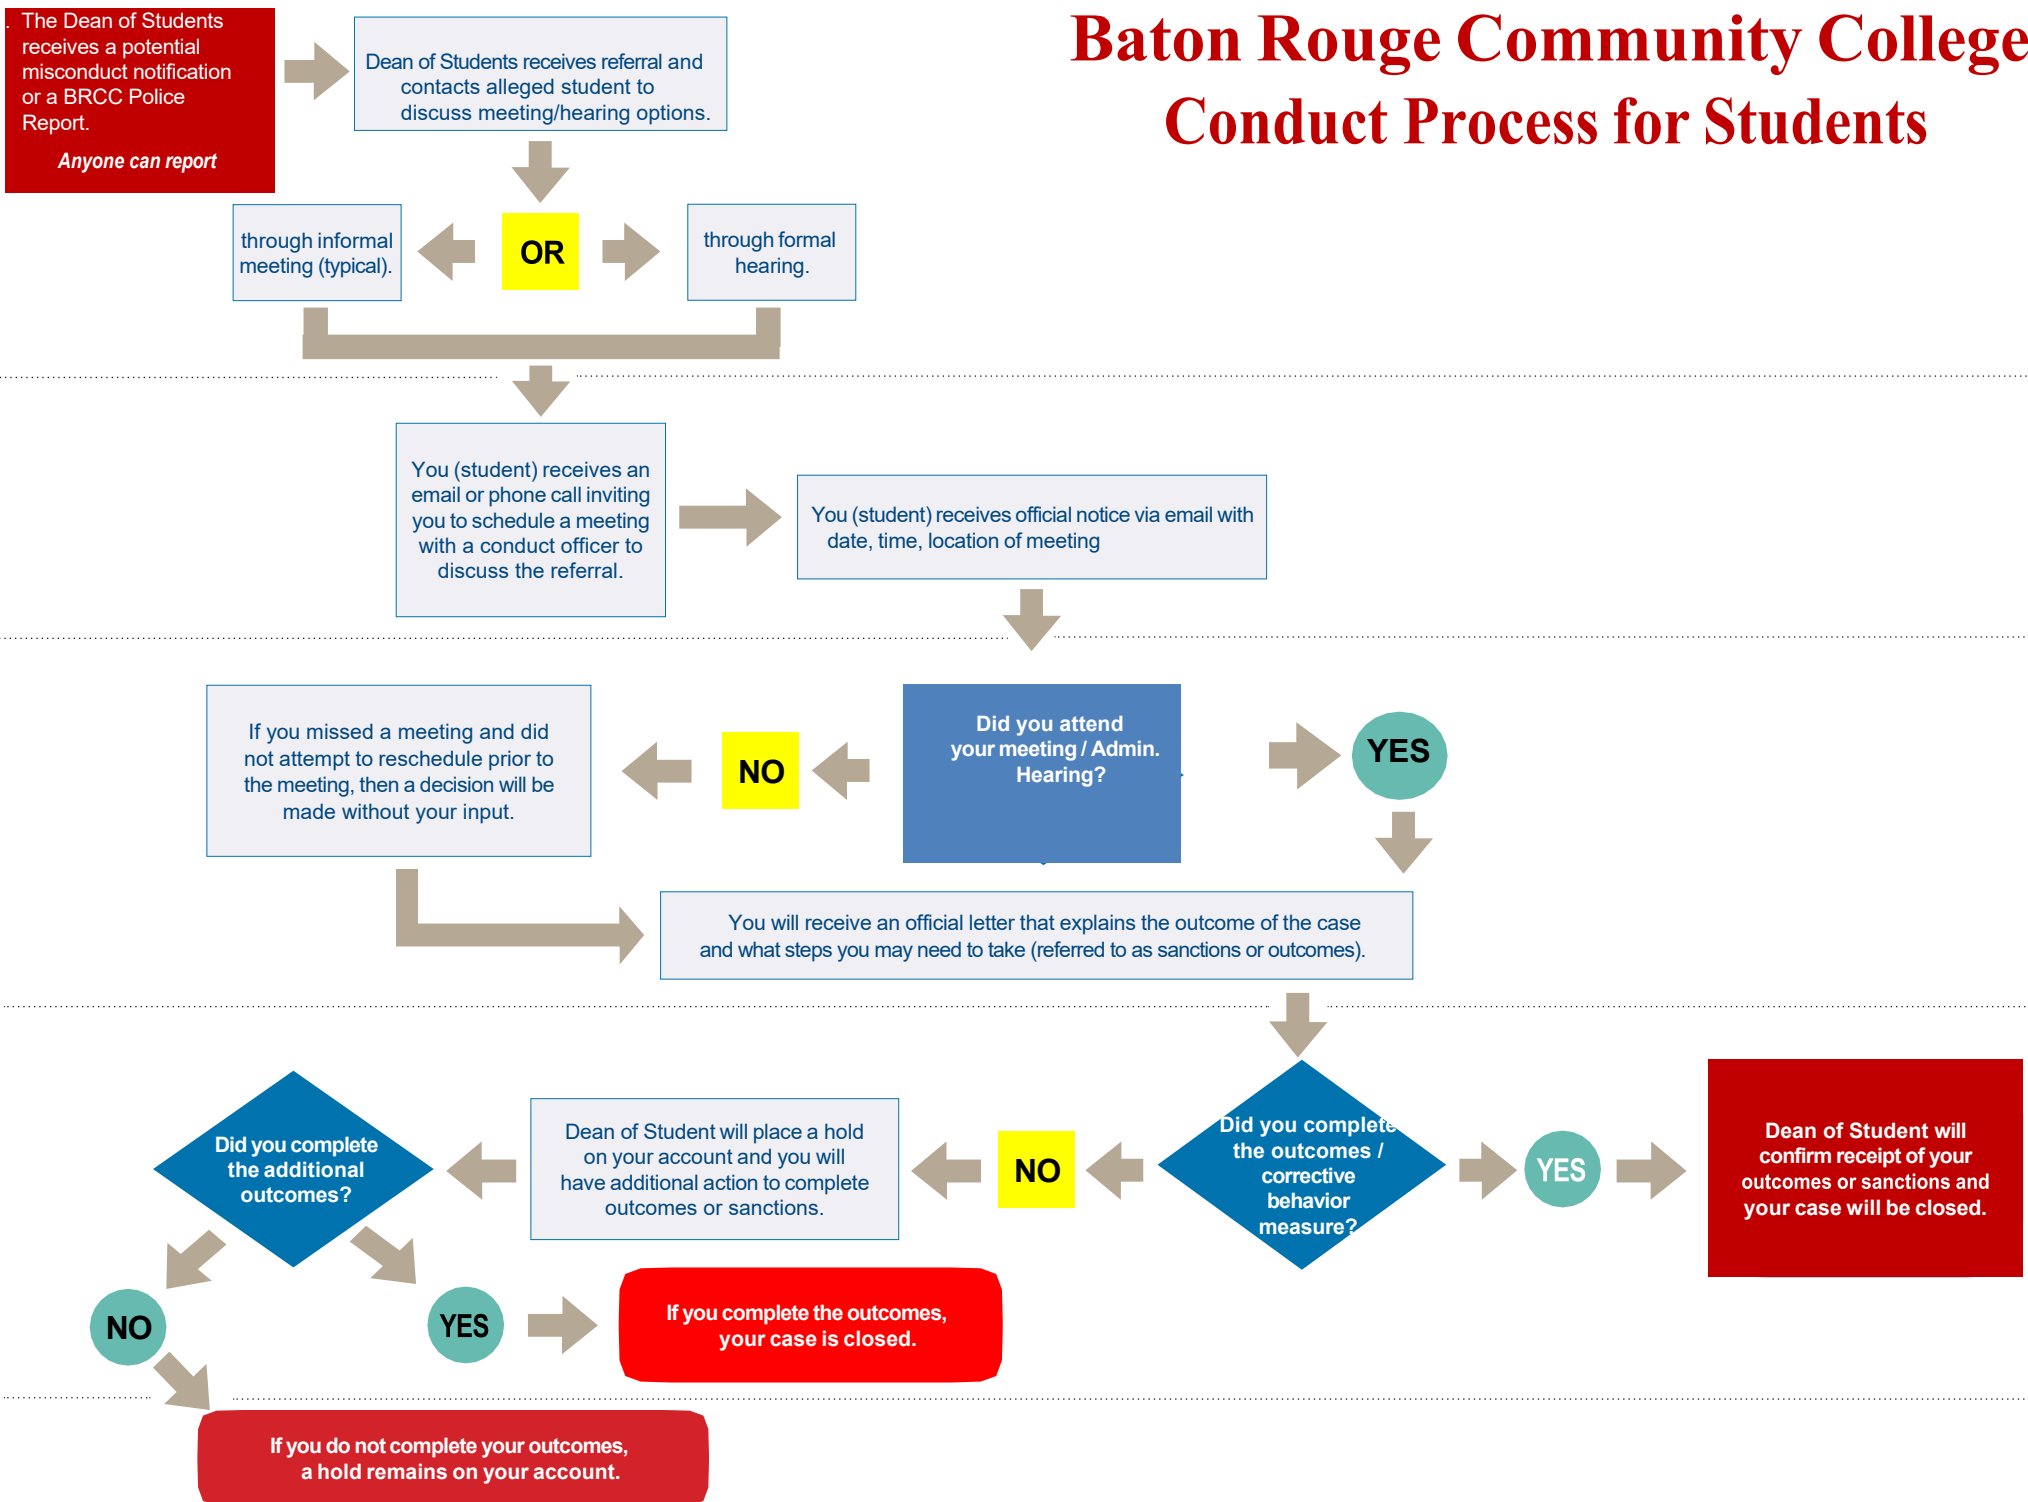 Baton Rouge Community College
Conduct Process for Students
. The Dean of Students
receives a potential
misconduct notification
or a BRCC Police
Report.
Anyone can report
Dean of Students receives referral and
contacts alleged student to
discuss meeting/hearing options.
through informal
meeting (typical).
OR
through formal
hearing.
You (student) receives an
email or phone call inviting
you to schedule a meeting
with a conduct officer to
discuss the referral.
You (student) receives official notice via email with
date, time, location of meeting
If you missed a meeting and did
not attempt to reschedule prior to
the meeting, then a decision will be
made without your input.
NO
Did you attend
your meeting / Admin.
Hearing?
YES
You will receive an official letter that explains the outcome of the case
and what steps you may need to take (referred to as sanctions or outcomes).
Did you complete
the additional
outcomes?
Dean of Student will place a hold
on your account and you will
have additional action to complete
outcomes or sanctions.
NO
Did you complete
the outcomes /
corrective
behavior
measure?
YES
Dean of Student will
confirm receipt of your
outcomes or sanctions and
your case will be closed.
NO
YES
If you complete the outcomes,
your case is closed.
If you do not complete your outcomes,
a hold remains on your account.